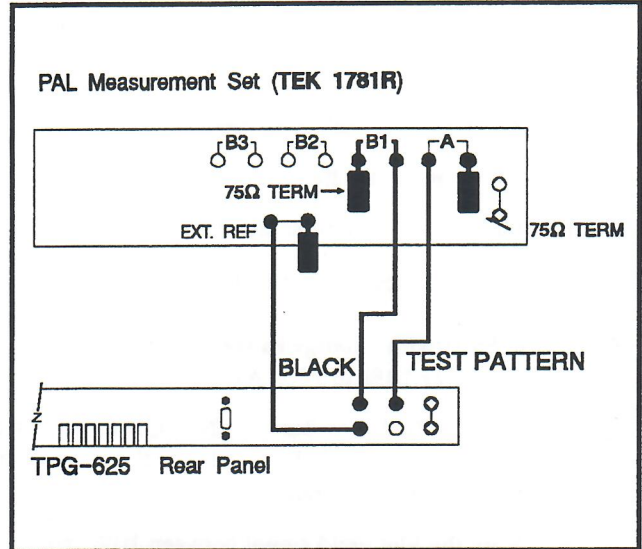 PAL Measurement Set (TEK 1781R)
B3 B2 B1 A
75Ω TERM
EXT. REF
75Ω TERM
BLACK
TEST PATTERN
TPG-625 Rear Panel